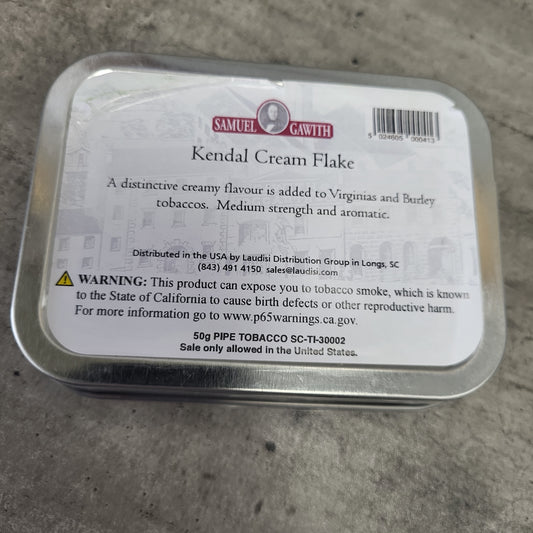 SAMUEL GAWITH
5 024605 000413
Kendal Cream Flake
A distinctive creamy flavour is added to Virginias and Burley
tobaccos. Medium strength and aromatic.
Distributed in the USA by Laudisi Distribution Group in Longs, SC
(843) 491 4150 sales@laudisi.com
WARNING: This product can expose you to tobacco smoke, which is known
to the State of California to cause birth defects or other reproductive harm.
For more information go to www.p65warnings.ca.gov.
50g PIPE TOBACCO SC-TI-30002
Sale only allowed in the United States.